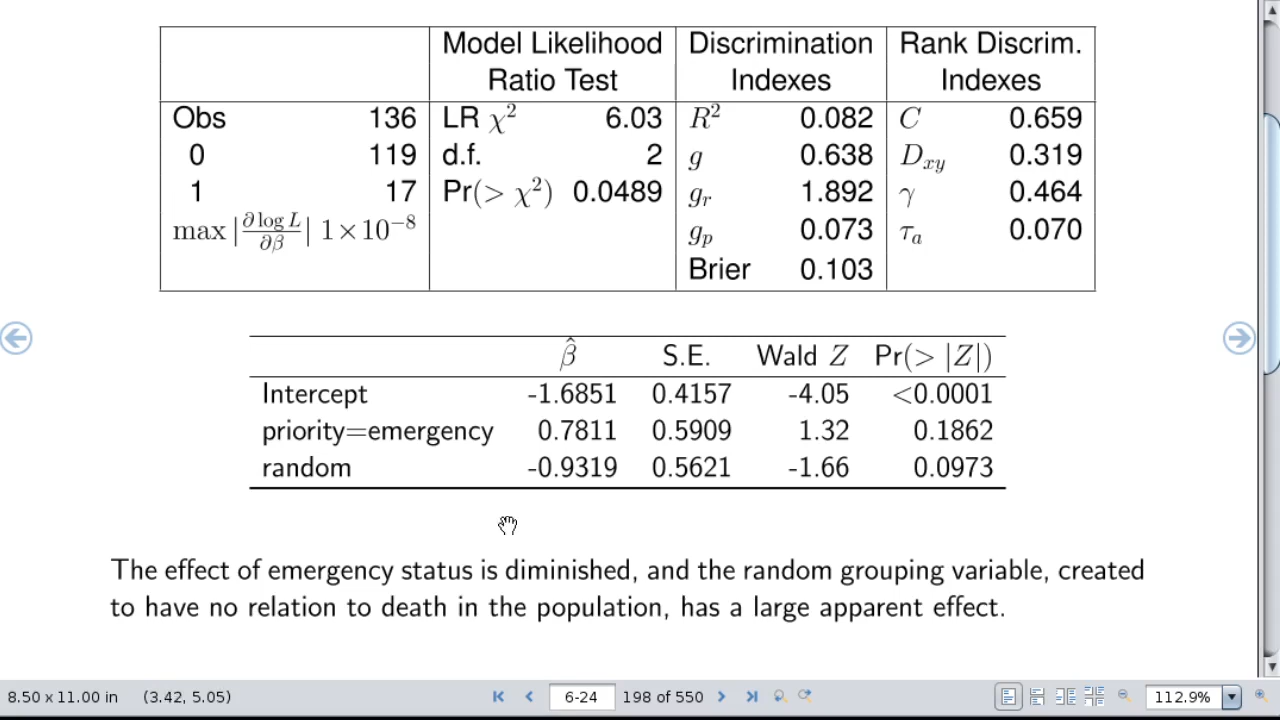 Model Likelihood Discrimination Rank Discrim.
Ratio Test Indexes Indexes
Obs 136 LR χ² 6.03 R² 0.082 C 0.659
0 119 d.f. 2 g 0.638 D_xy 0.319
1 17 Pr(> χ²) 0.0489 g_r 1.892 γ 0.464
max |∂ log L/∂β| 1×10⁻⁸ g_p 0.073 τ_a 0.070
Brier 0.103
β̂ S.E. Wald Z Pr(> |Z|)
Intercept -1.6851 0.4157 -4.05 <0.0001
priority=emergency 0.7811 0.5909 1.32 0.1862
random -0.9319 0.5621 -1.66 0.0973
The effect of emergency status is diminished, and the random grouping variable, created
to have no relation to death in the population, has a large apparent effect.
8.50 x 11.00 in (3.42, 5.05) 6-24 198 of 550 112.9%